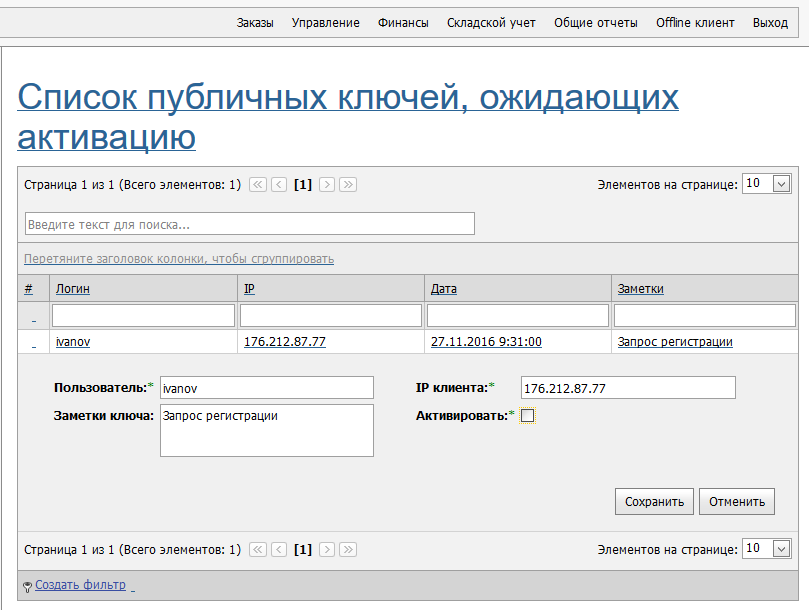 Заказы Управление Финансы Складской учет Общие отчеты Offline клиент Выход
Список публичных ключей, ожидающих
активацию
Страница 1 из 1 (Всего элементов: 1) [1] Элементов на странице: 10
Введите текст для поиска...
Перетяните заголовок колонки, чтобы сгруппировать
# Логин IP Дата Заметки
ivanov 176.212.87.77 27.11.2016 9:31:00 Запрос регистрации
Пользователь:* ivanov IP клиента:* 176.212.87.77
Заметки ключа: Запрос регистрации Активировать:*
Сохранить Отменить
Страница 1 из 1 (Всего элементов: 1) [1] Элементов на странице: 10
Создать фильтр